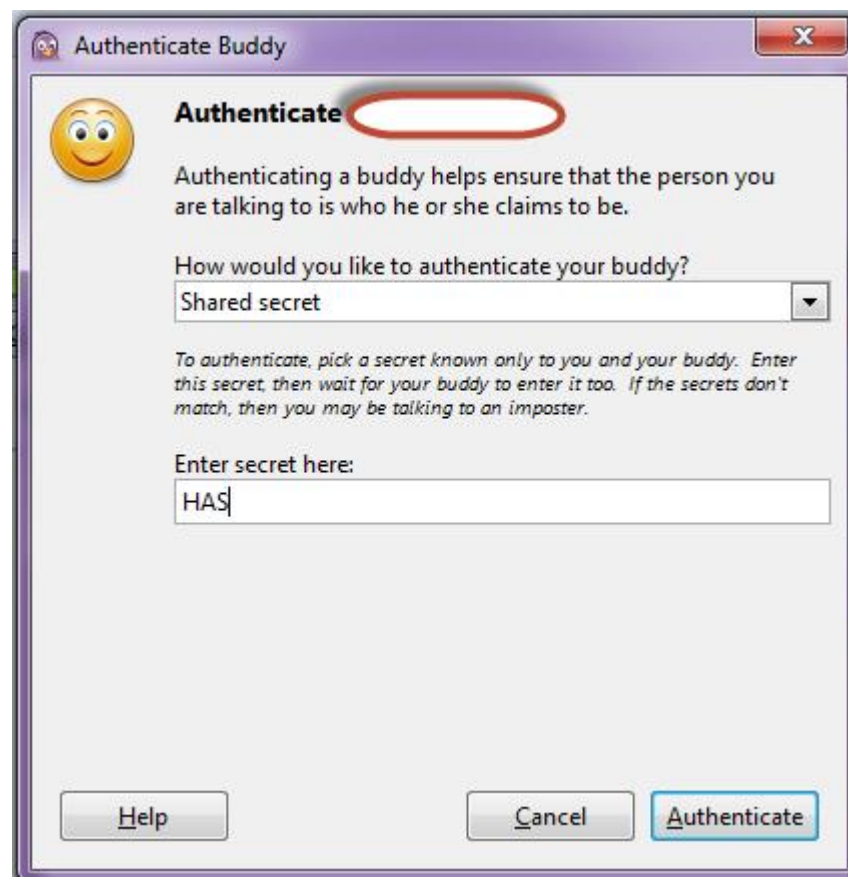 Authenticate Buddy
Authenticate
Authenticating a buddy helps ensure that the person you
are talking to is who he or she claims to be.
How would you like to authenticate your buddy?
Shared secret
To authenticate, pick a secret known only to you and your buddy. Enter
this secret, then wait for your buddy to enter it too. If the secrets don't
match, then you may be talking to an imposter.
Enter secret here:
HAS
Help
Cancel
Authenticate